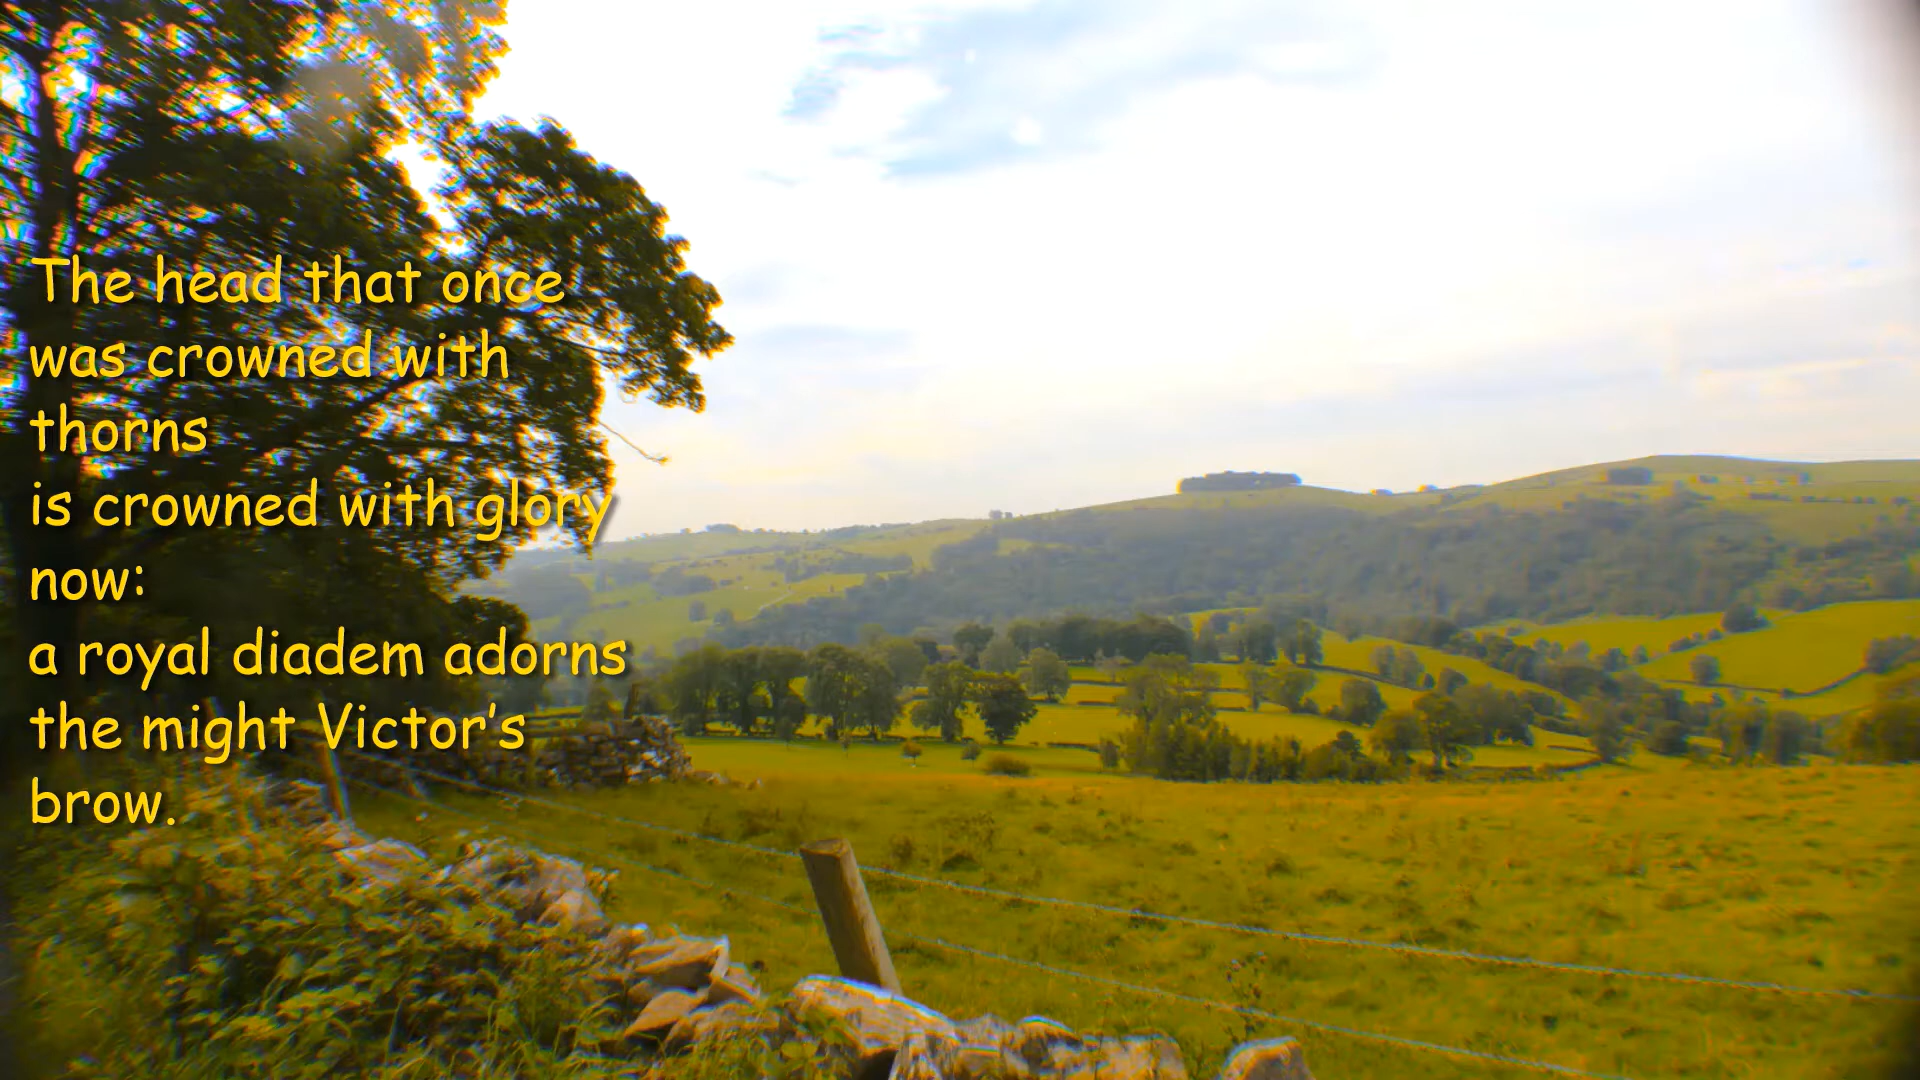 The head that once
was crowned with
thorns
is crowned with glory
now:
a royal diadem adorns
the might Victor’s
brow.